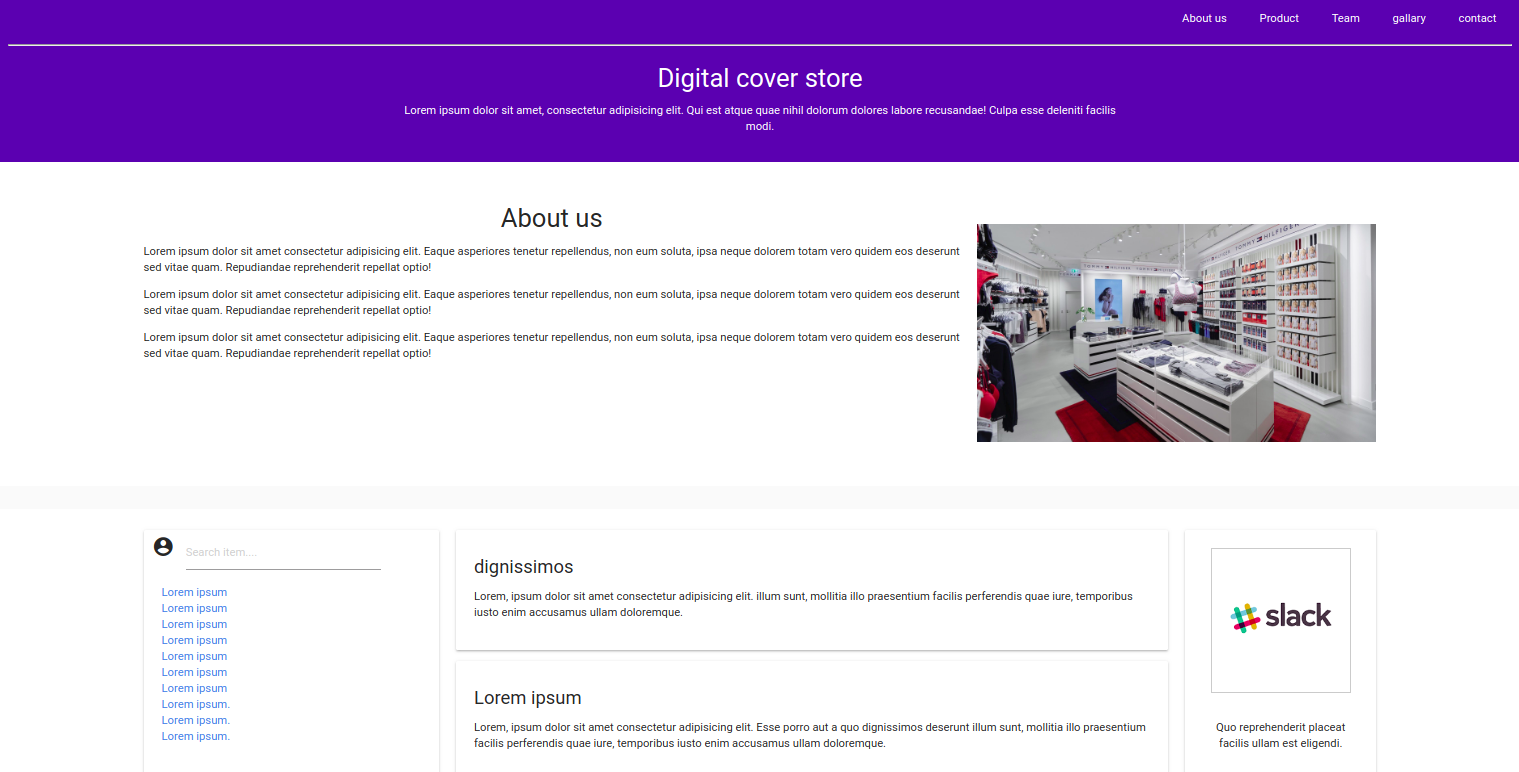 About us Product Team gallary contact
Digital cover store
Lorem ipsum dolor sit amet, consectetur adipisicing elit. Qui est atque quae nihil dolorum dolores labore recusandae! Culpa esse deleniti facilis
modi.
About us
Lorem ipsum dolor sit amet consectetur adipisicing elit. Eaque asperiores tenetur repellendus, non eum soluta, ipsa neque dolorem totam vero quidem eos deserunt
sed vitae quam. Repudiandae reprehenderit repellat optio!
Lorem ipsum dolor sit amet consectetur adipisicing elit. Eaque asperiores tenetur repellendus, non eum soluta, ipsa neque dolorem totam vero quidem eos deserunt
sed vitae quam. Repudiandae reprehenderit repellat optio!
Lorem ipsum dolor sit amet consectetur adipisicing elit. Eaque asperiores tenetur repellendus, non eum soluta, ipsa neque dolorem totam vero quidem eos deserunt
sed vitae quam. Repudiandae reprehenderit repellat optio!
TOMMY HILFIGER
Search item....
Lorem ipsum
Lorem ipsum
Lorem ipsum
Lorem ipsum
Lorem ipsum
Lorem ipsum
Lorem ipsum
Lorem ipsum.
Lorem ipsum.
Lorem ipsum.
dignissimos
Lorem, ipsum dolor sit amet consectetur adipisicing elit. illum sunt, mollitia illo praesentium facilis perferendis quae iure, temporibus
iusto enim accusamus ullam doloremque.
Lorem ipsum
Lorem, ipsum dolor sit amet consectetur adipisicing elit. Esse porro aut a quo dignissimos deserunt illum sunt, mollitia illo praesentium
facilis perferendis quae iure, temporibus iusto enim accusamus ullam doloremque.
slack
Quo reprehenderit placeat
facilis ullam est eligendi.